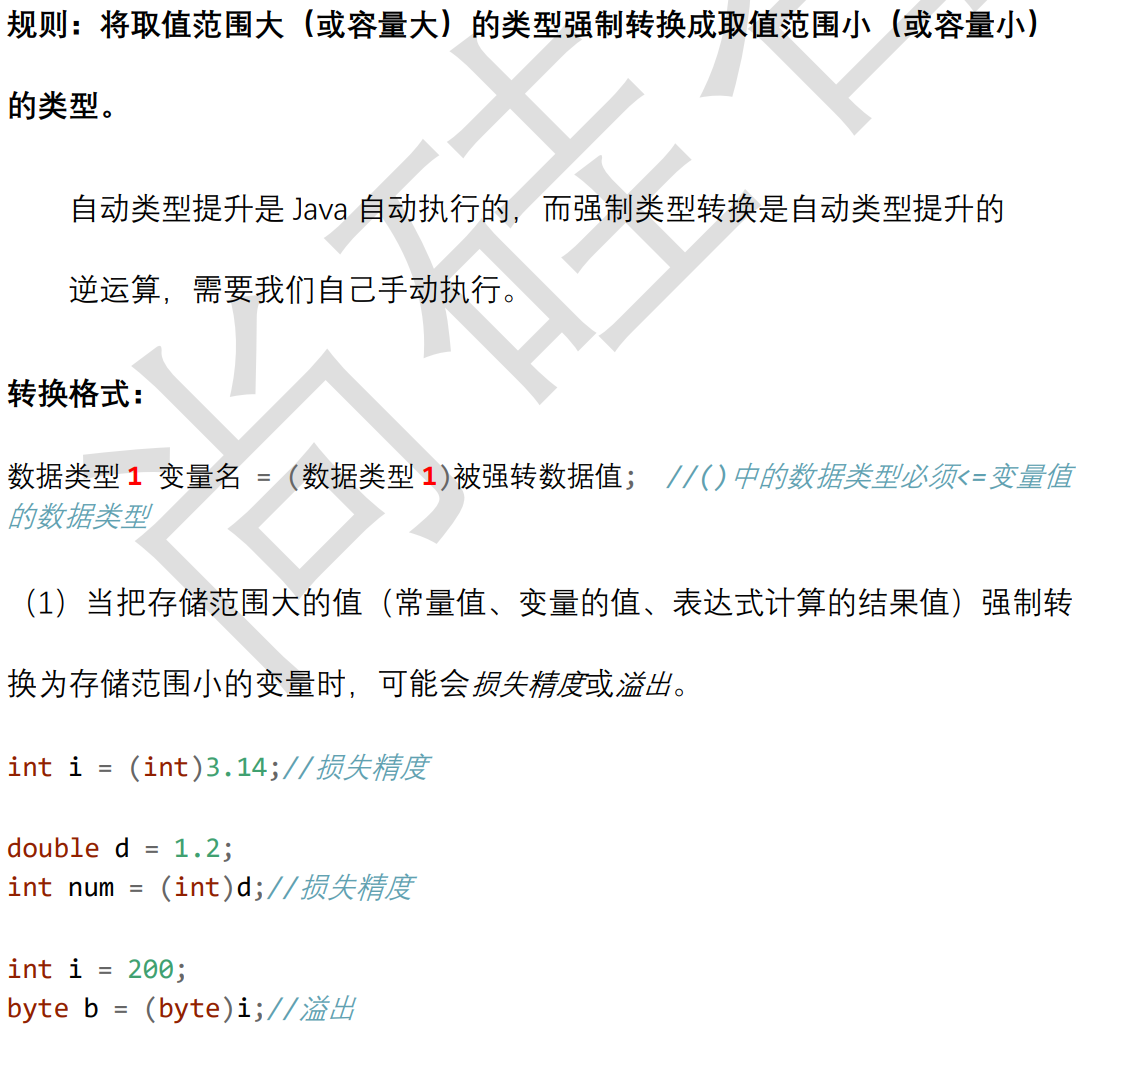 规则：将取值范围大（或容量大）的类型强制转换成取值范围小（或容量小）
的类型。
自动类型提升是 Java 自动执行的，而强制类型转换是自动类型提升的
逆运算，需要我们自己手动执行。
转换格式：
数据类型 1 变量名 = (数据类型 1)被强转数据值; //()中的数据类型必须<=变量值
的数据类型
（1）当把存储范围大的值（常量值、变量的值、表达式计算的结果值）强制转
换为存储范围小的变量时，可能会损失精度或溢出。
int i = (int)3.14;//损失精度
double d = 1.2;
int num = (int)d;//损失精度
int i = 200;
byte b = (byte)i;//溢出
尚硅